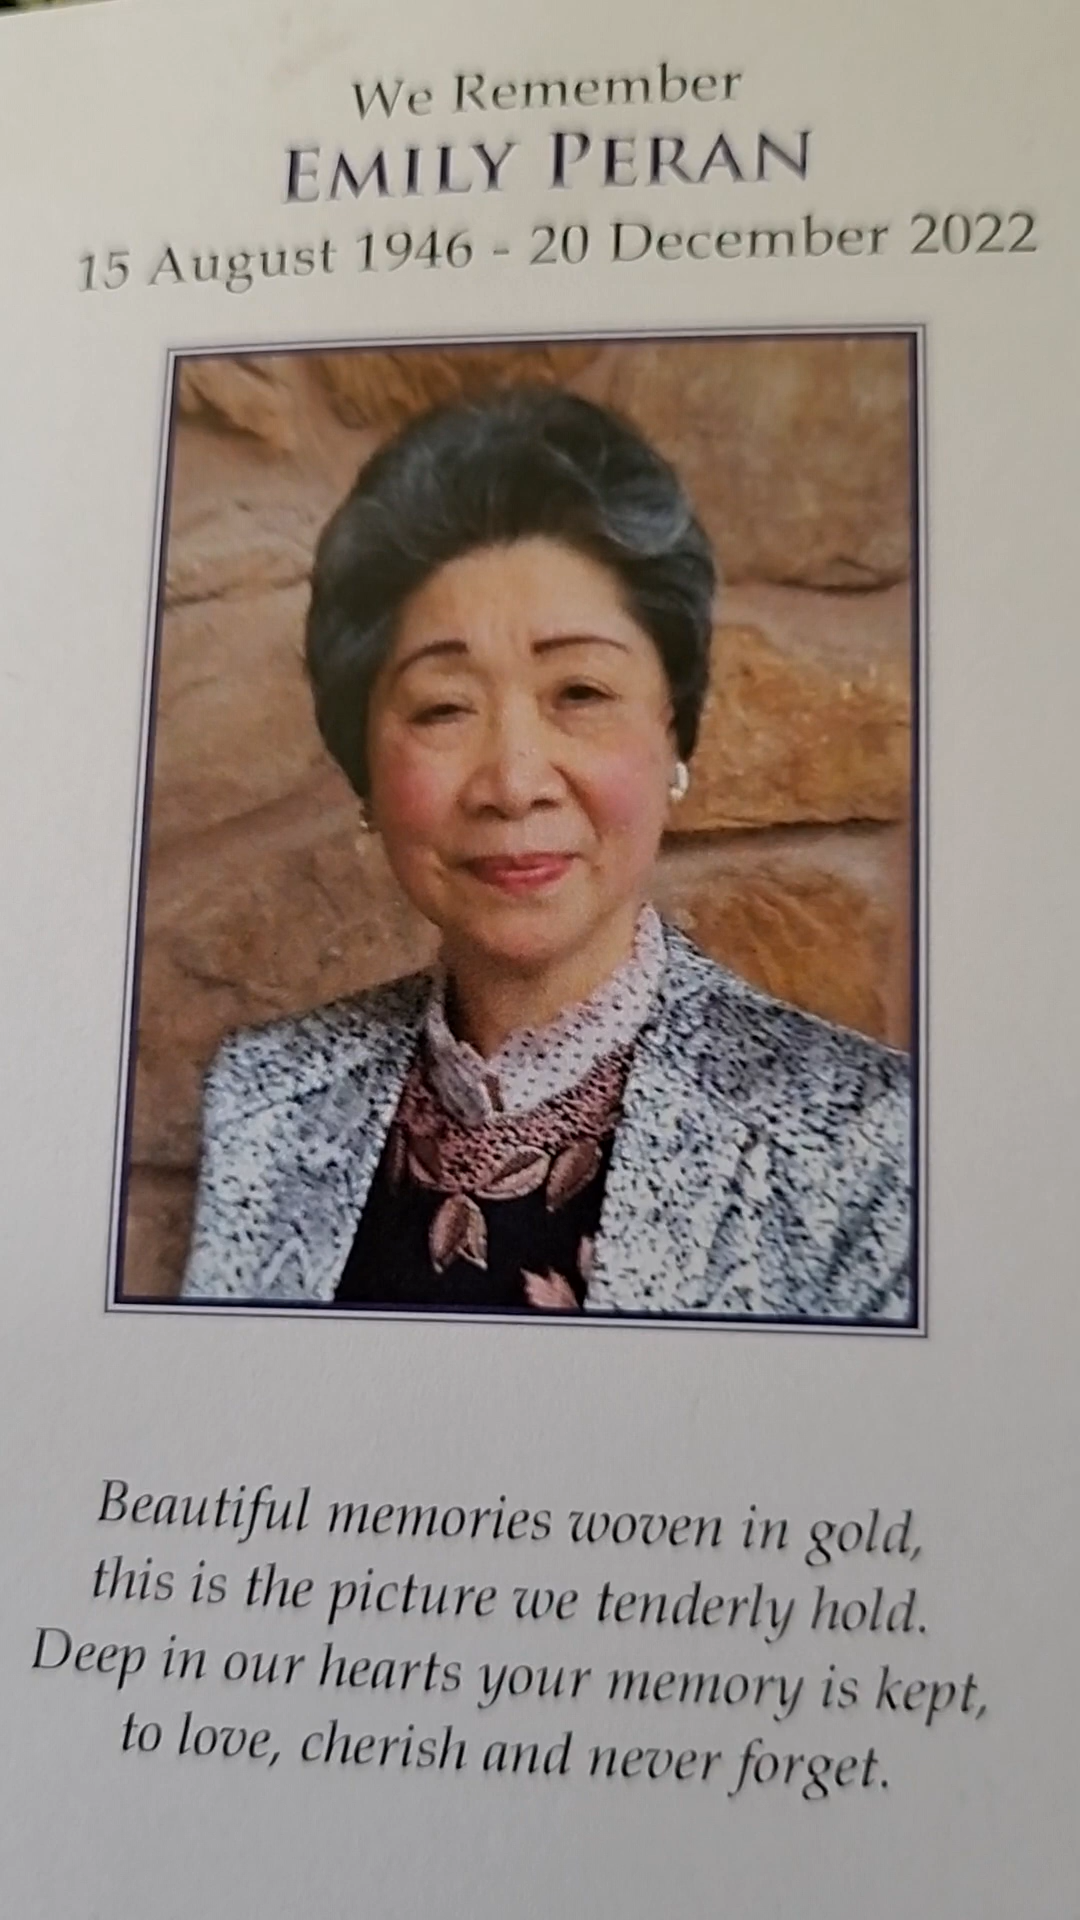 We Remember
EMILY PERAN
15 August 1946 - 20 December 2022
Beautiful memories woven in gold,
this is the picture we tenderly hold.
Deep in our hearts your memory is kept,
to love, cherish and never forget.